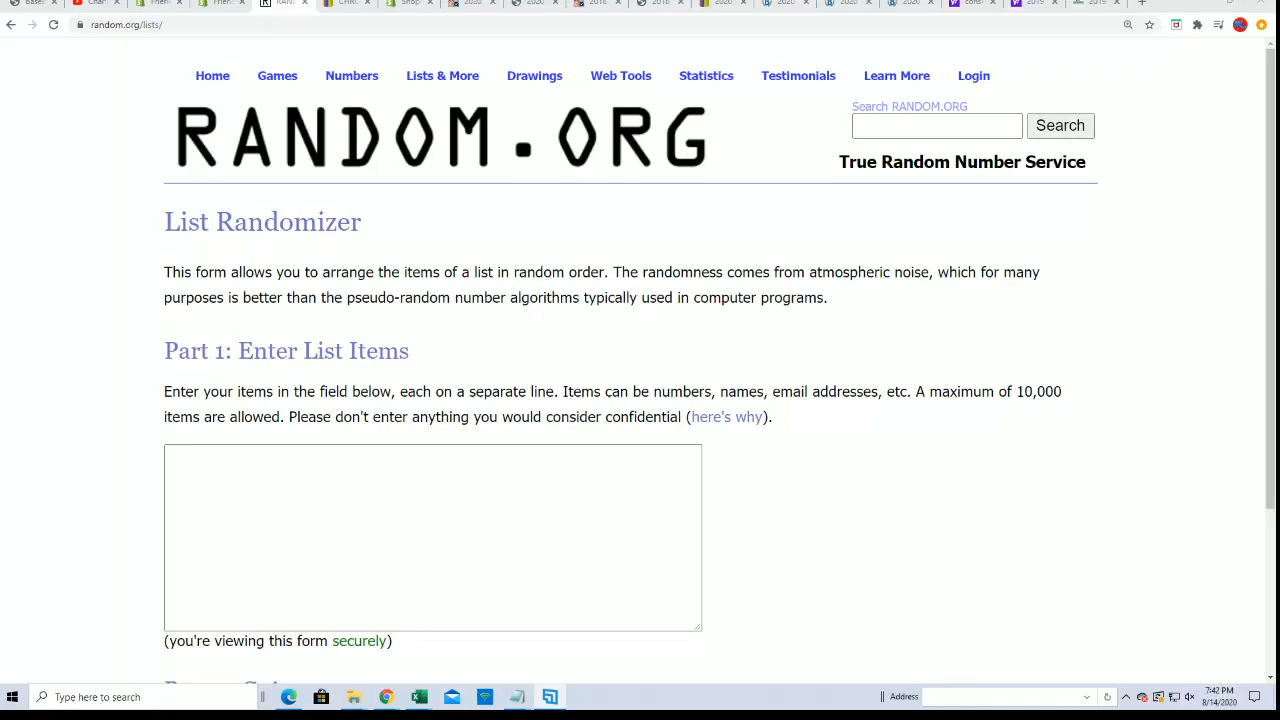 random.org/lists/
Home Games Numbers Lists & More Drawings Web Tools Statistics Testimonials Learn More Login
RANDOM.ORG
Search RANDOM.ORG
Search
True Random Number Service
List Randomizer
This form allows you to arrange the items of a list in random order. The randomness comes from atmospheric noise, which for many
purposes is better than the pseudo-random number algorithms typically used in computer programs.
Part 1: Enter List Items
Enter your items in the field below, each on a separate line. Items can be numbers, names, email addresses, etc. A maximum of 10,000
items are allowed. Please don't enter anything you would consider confidential (here's why).
(you're viewing this form securely)
Type here to search
Address
7:42 PM
8/14/2020